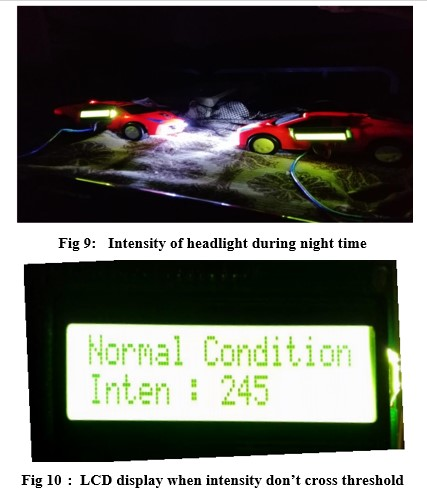 Fig 9: Intensity of headlight during night time
Normal Condition
Inten : 245
Fig 10 : LCD display when intensity don't cross threshold